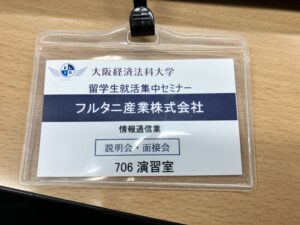 大阪経済法科大学
留学生就活集中セミナー
フルタニ産業株式会社
情報通信業
説明会・面接会
706 演習室